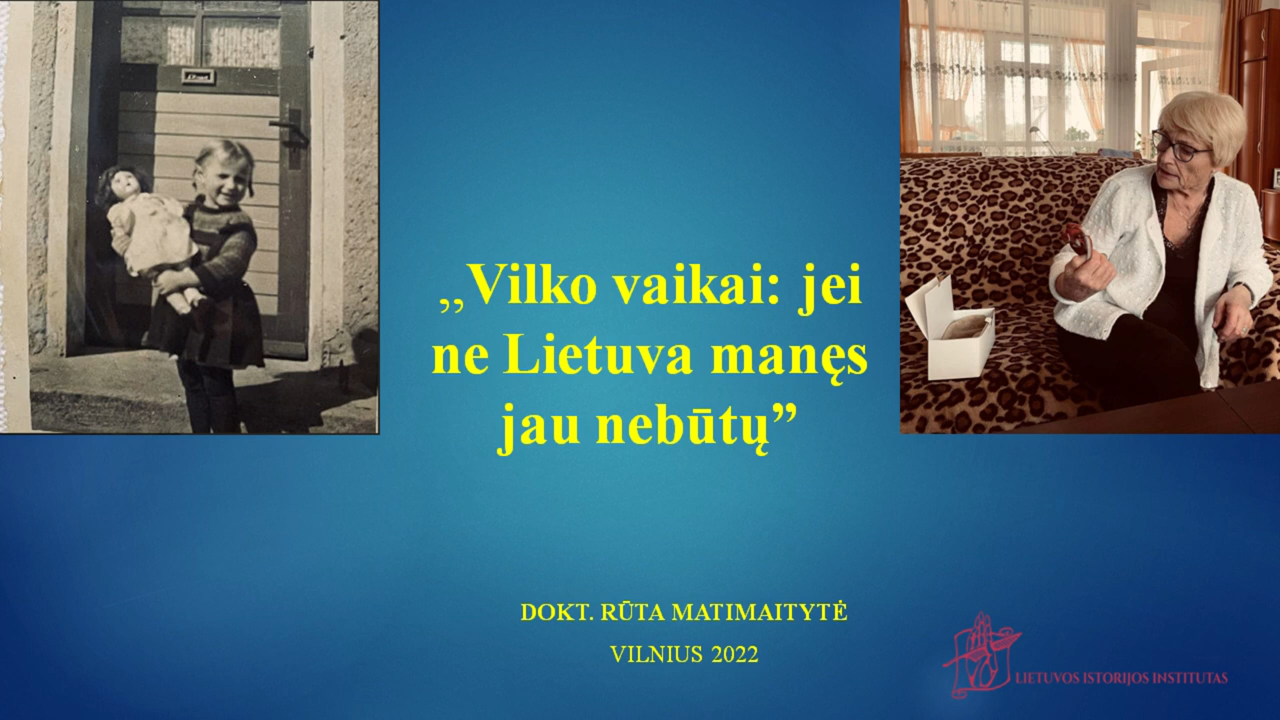 ,,Vilko vaikai: jei
ne Lietuva manęs
jau nebūtų”
DOKT. RŪTA MATIMAITYTĖ
VILNIUS 2022
LIETUVOS ISTORIJOS INSTITUTAS